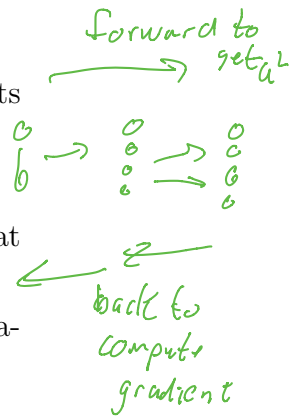 forward to
get a^L
ts
at
back to
a-
compute
gradient